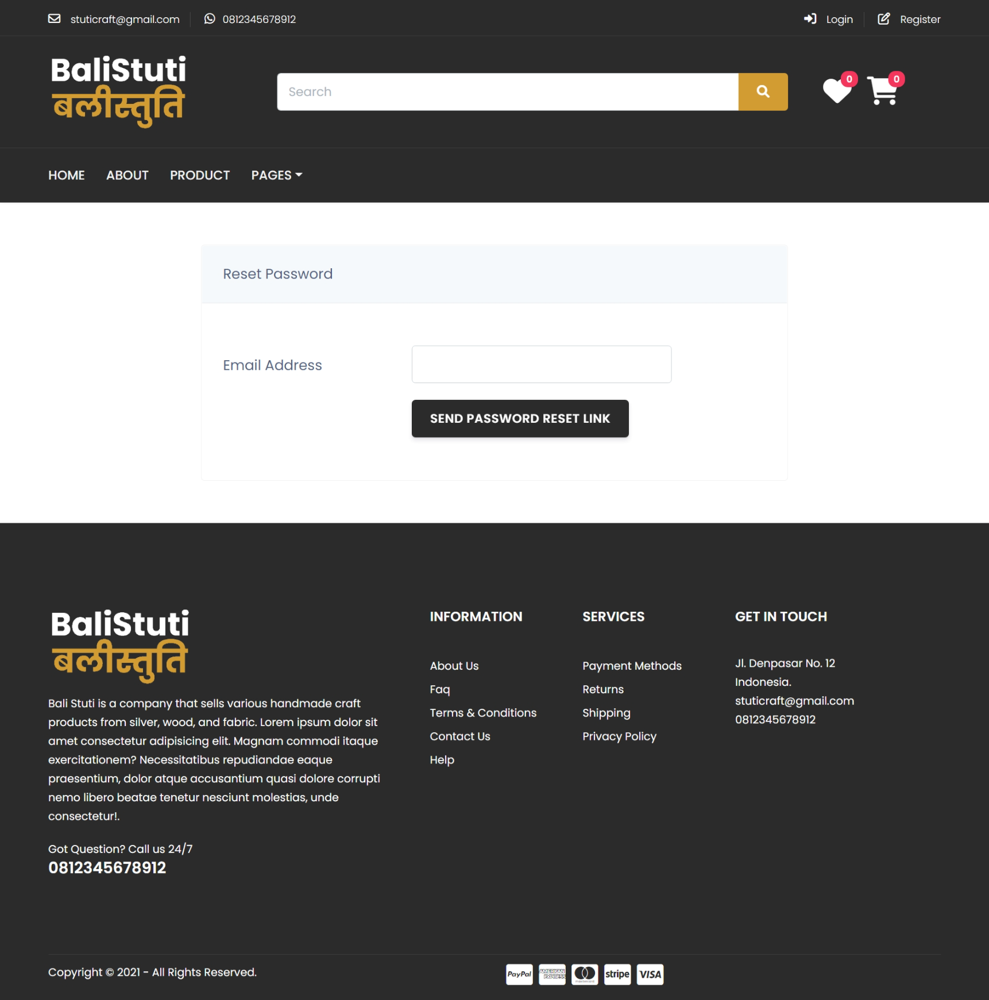 stuticraft@gmail.com
0812345678912
Login
Register
BaliStuti
बलीस्तुति
Search
0
0
HOME
ABOUT
PRODUCT
PAGES
Reset Password
Email Address
SEND PASSWORD RESET LINK
BaliStuti
बलीस्तुति
Bali Stuti is a company that sells various handmade craft
products from silver, wood, and fabric. Lorem ipsum dolor sit
amet consectetur adipisicing elit. Magnam commodi itaque
exercitationem? Necessitatibus repudiandae eaque
praesentium, dolor atque accusantium quasi dolore corrupti
nemo libero beatae tenetur nesciunt molestias, unde
consectetur!.
Got Question? Call us 24/7
0812345678912
INFORMATION
About Us
Faq
Terms & Conditions
Contact Us
Help
SERVICES
Payment Methods
Returns
Shipping
Privacy Policy
GET IN TOUCH
Jl. Denpasar No. 12
Indonesia.
stuticraft@gmail.com
0812345678912
Copyright © 2021 - All Rights Reserved.
PayPal
AMERICAN
EXPRESS
mastercard
stripe
VISA